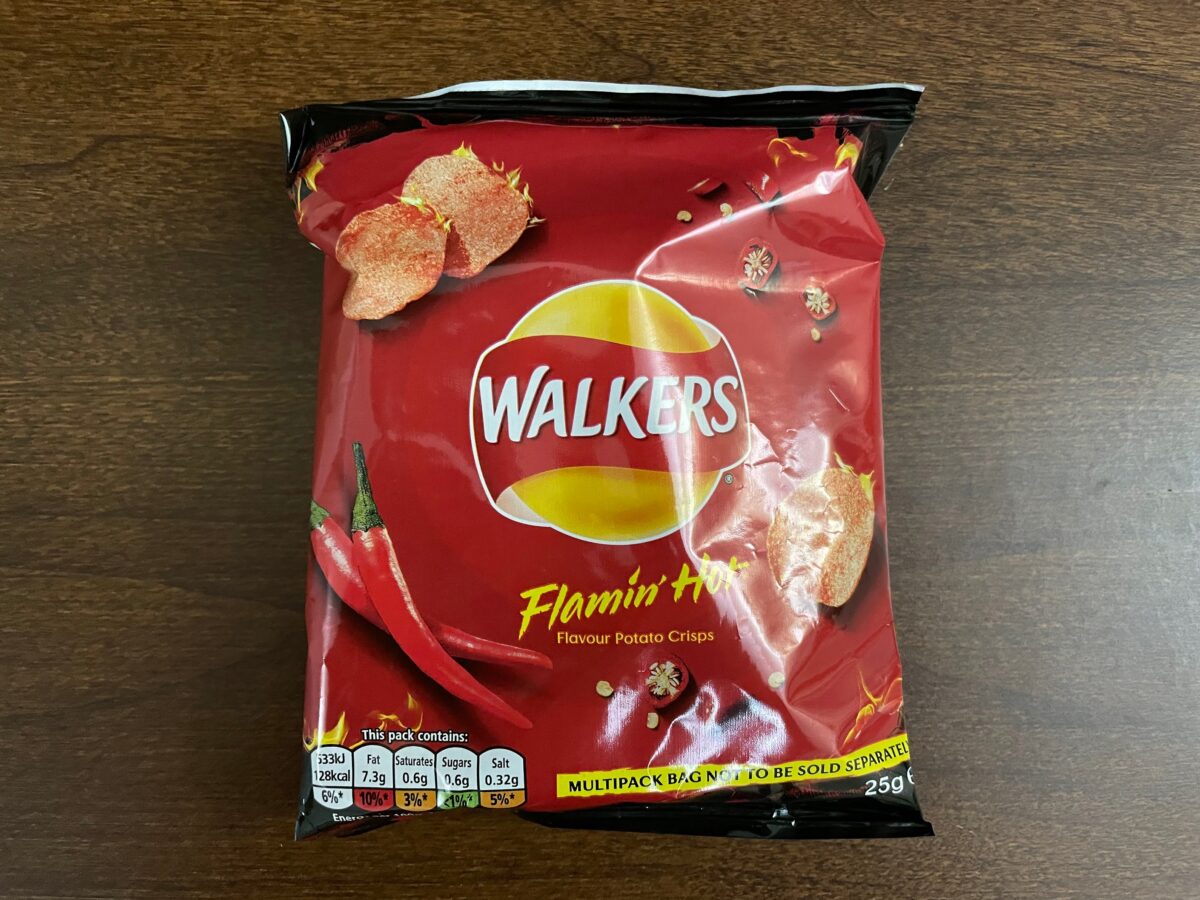 WALKERS
®
Flamin' Hot
Flavour Potato Crisps
This pack contains:
533kJ
128kcal
6%*
Fat
7.3g
10%*
Saturates
0.6g
3%*
Sugars
0.6g
<1%*
Salt
0.32g
5%*
MULTIPACK BAG NOT TO BE SOLD SEPARATELY
25g e